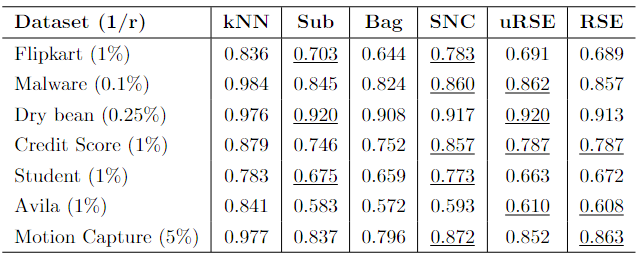 Dataset (1/r) kNN Sub Bag SNC uRSE RSE
Flipkart (1%) 0.836 0.703 0.644 0.783 0.691 0.689
Malware (0.1%) 0.984 0.845 0.824 0.860 0.862 0.857
Dry bean (0.25%) 0.976 0.920 0.908 0.917 0.920 0.913
Credit Score (1%) 0.879 0.746 0.752 0.857 0.787 0.787
Student (1%) 0.783 0.675 0.659 0.773 0.663 0.672
Avila (1%) 0.841 0.583 0.572 0.593 0.610 0.608
Motion Capture (5%) 0.977 0.837 0.796 0.872 0.852 0.863